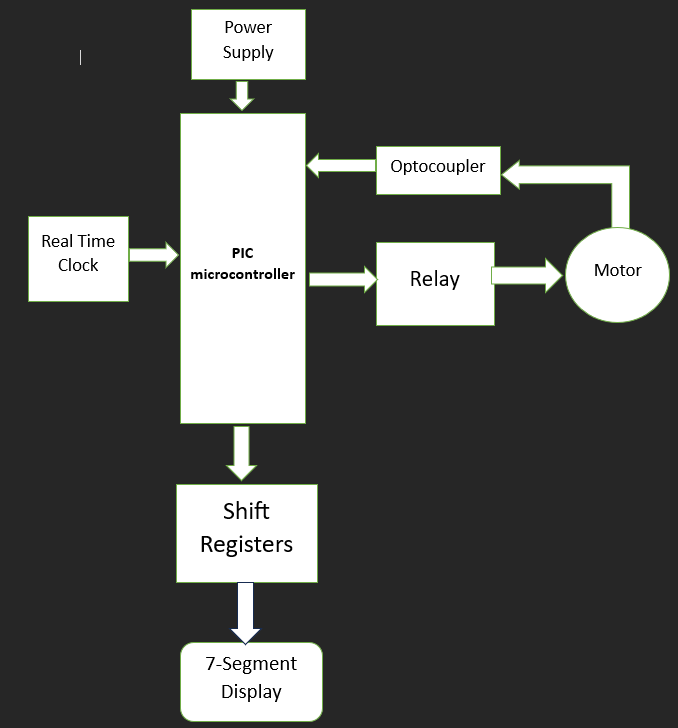 Power
Supply
Optocoupler
Real Time
Clock
PIC
microcontroller
Relay
Motor
Shift
Registers
7-Segment
Display